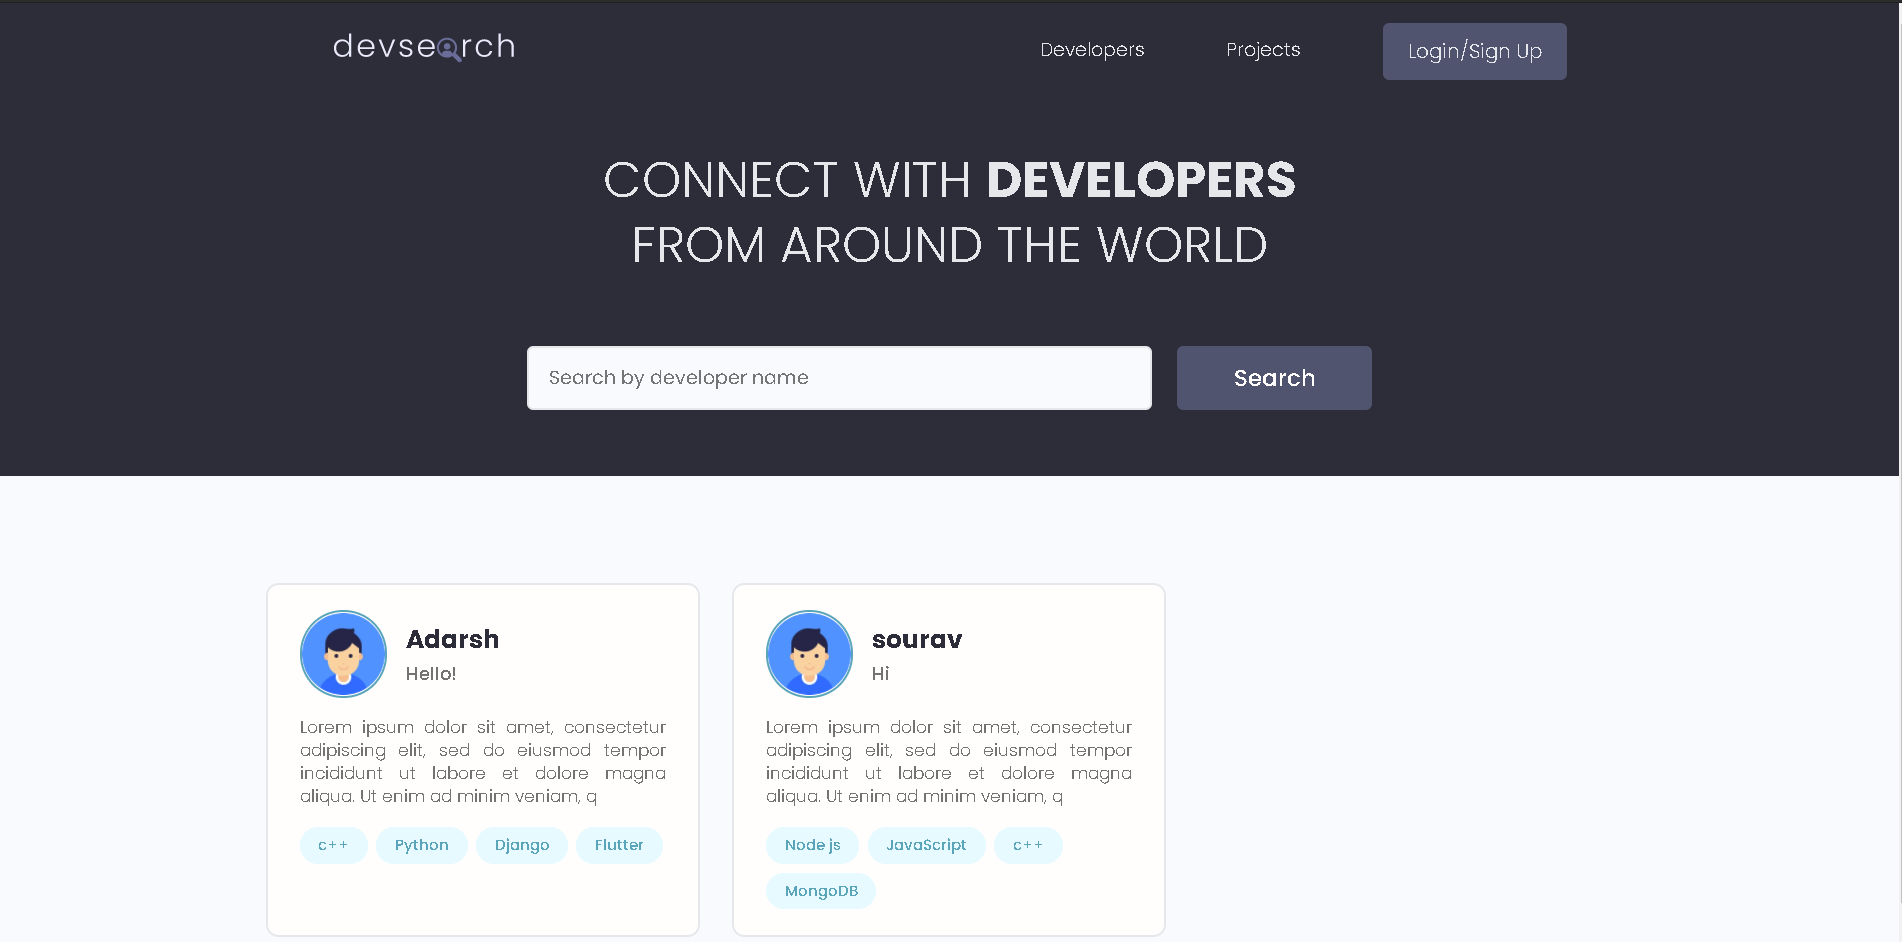 devsearch
Developers
Projects
Login/Sign Up
CONNECT WITH DEVELOPERS
FROM AROUND THE WORLD
Search by developer name
Search
Adarsh
Hello!
Lorem ipsum dolor sit amet, consectetur
adipiscing elit, sed do eiusmod tempor
incididunt ut labore et dolore magna
aliqua. Ut enim ad minim veniam, q
c++
Python
Django
Flutter
sourav
Hi
Lorem ipsum dolor sit amet, consectetur
adipiscing elit, sed do eiusmod tempor
incididunt ut labore et dolore magna
aliqua. Ut enim ad minim veniam, q
Node js
JavaScript
c++
MongoDB